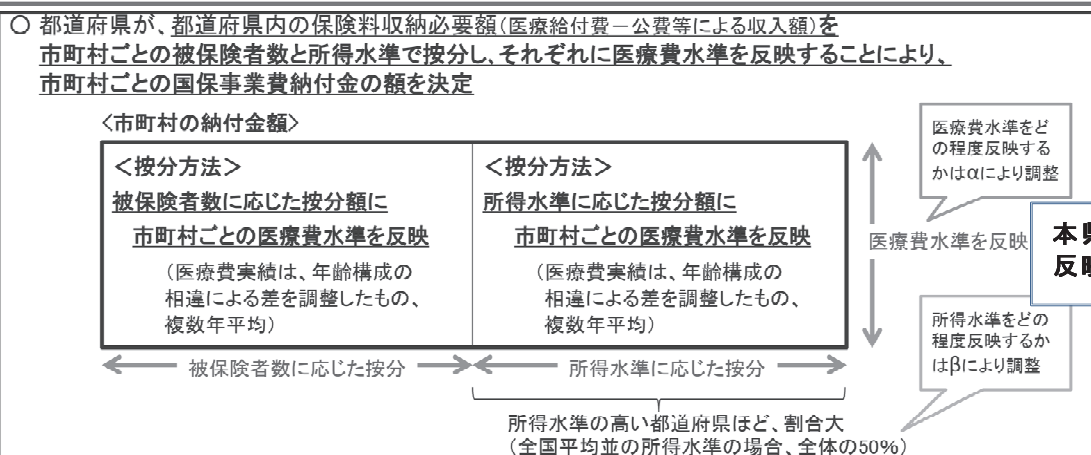 ○ 都道府県が、都道府県内の保険料収納必要額(医療給付費－公費等による収入額)を
市町村ごとの被保険者数と所得水準で按分し、それぞれに医療費水準を反映することにより、
市町村ごとの国保事業費納付金の額を決定
〈市町村の納付金額〉
＜按分方法＞
被保険者数に応じた按分額に
市町村ごとの医療費水準を反映
(医療費実績は、年齢構成の
相違による差を調整したもの、
複数年平均)
＜按分方法＞
所得水準に応じた按分額に
市町村ごとの医療費水準を反映
(医療費実績は、年齢構成の
相違による差を調整したもの、
複数年平均)
医療費水準をど
の程度反映する
かはαにより調整
医療費水準を反映
本県
反映
所得水準をどの
程度反映するか
はβにより調整
被保険者数に応じた按分
所得水準に応じた按分
所得水準の高い都道府県ほど、割合大
(全国平均並の所得水準の場合、全体の50%)